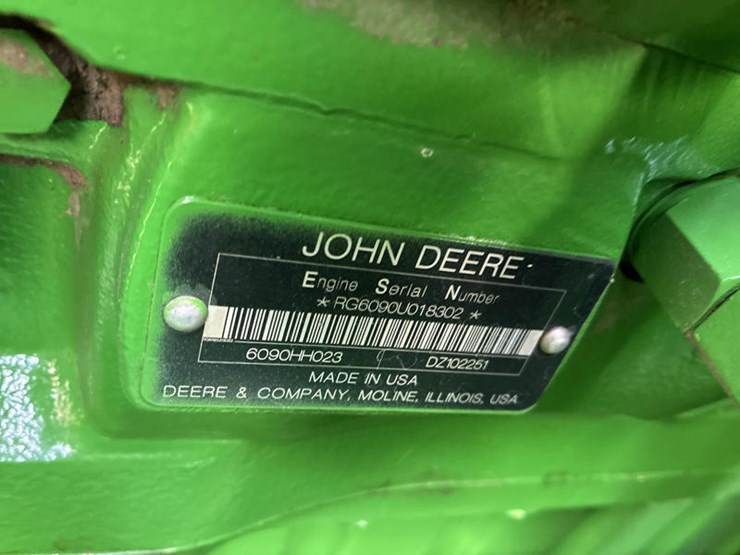 JOHN DEERE
Engine Serial Number
*RG6090U018302*
6090HH023 DZ102251
MADE IN USA
DEERE & COMPANY, MOLINE, ILLINOIS, USA